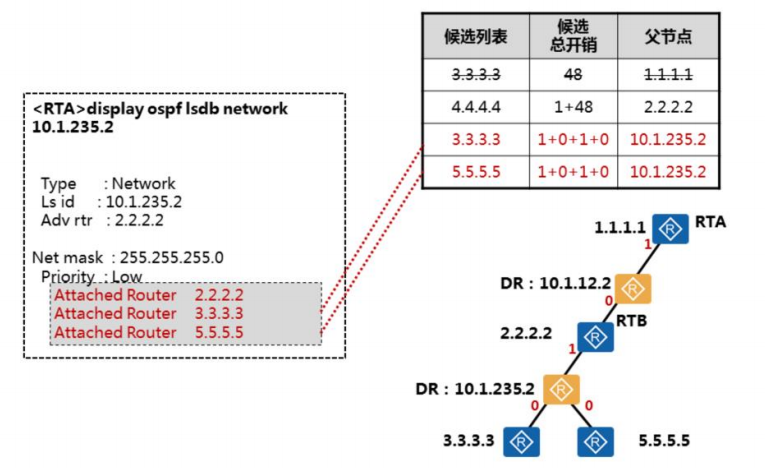 <RTA>display ospf lsdb network
10.1.235.2
Type : Network
Ls id : 10.1.235.2
Adv rtr : 2.2.2.2
Net mask : 255.255.255.0
Priority : Low
Attached Router 2.2.2.2
Attached Router 3.3.3.3
Attached Router 5.5.5.5
候选列表 候选总开销 父节点
3.3.3.3 48 1.1.1.1
4.4.4.4 1+48 2.2.2.2
3.3.3.3 1+0+1+0 10.1.235.2
5.5.5.5 1+0+1+0 10.1.235.2
1.1.1.1 RTA
1
DR：10.1.12.2
0
RTB
2.2.2.2
1
DR：10.1.235.2
0 0
3.3.3.3 5.5.5.5